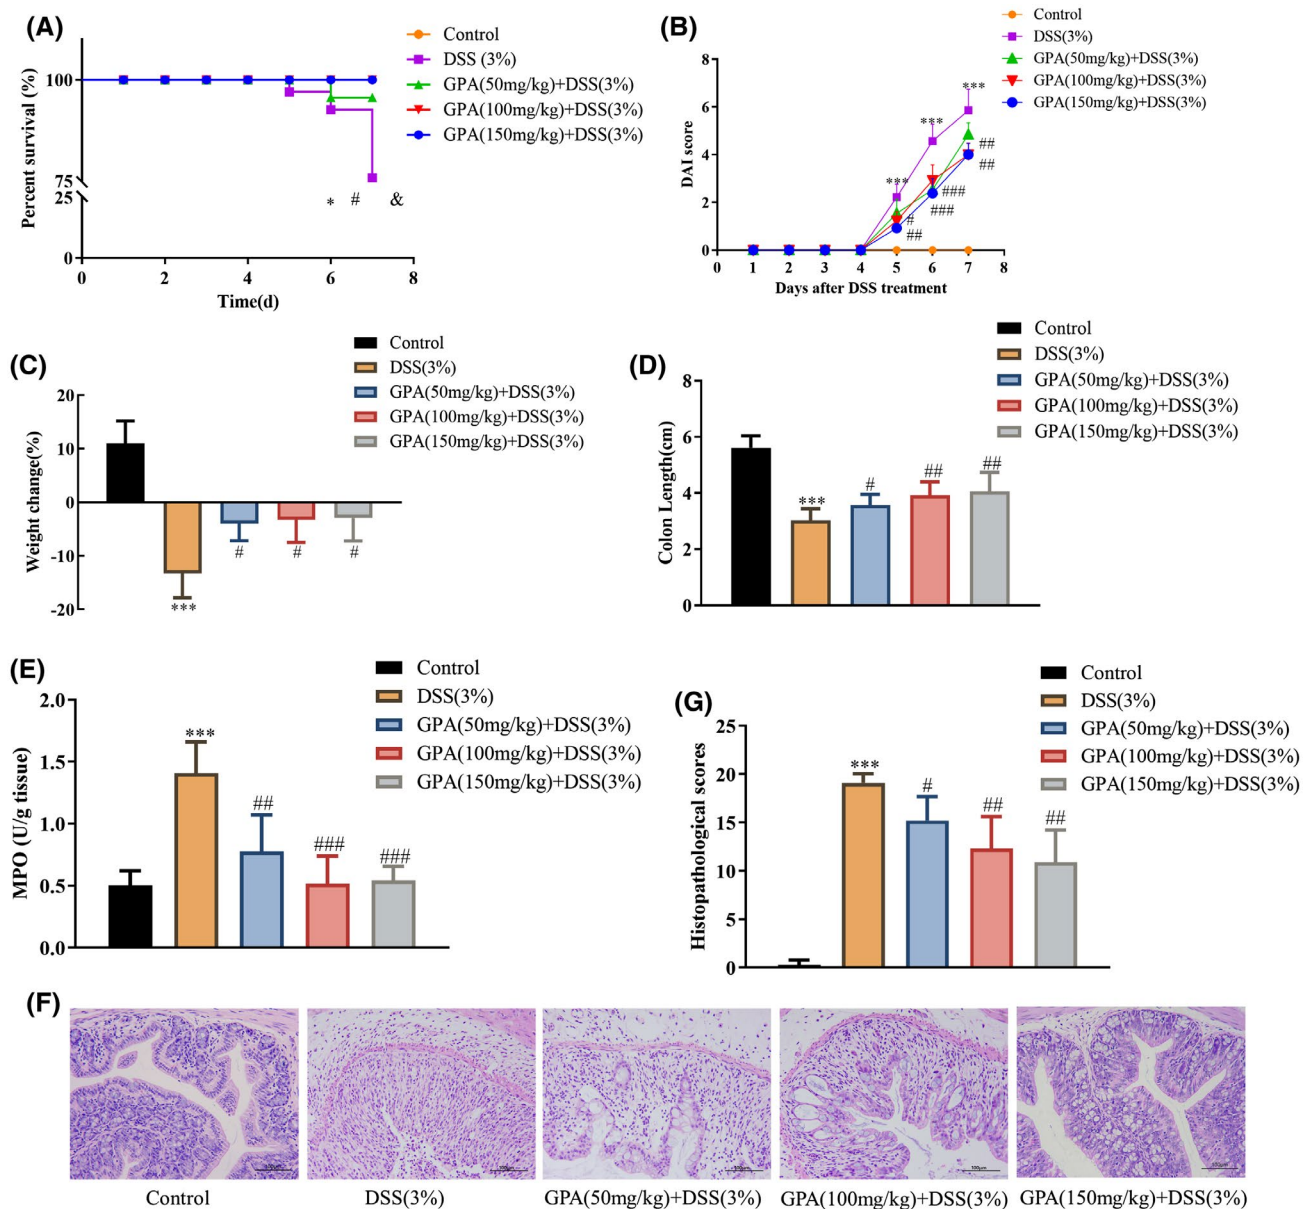 (A)
Control
DSS (3%)
GPA(50mg/kg)+DSS(3%)
GPA(100mg/kg)+DSS(3%)
GPA(150mg/kg)+DSS(3%)
Percent survival (%)
100
75
25
0
* # &
0 2 4 6 8
Time(d)
(B)
Control
DSS(3%)
GPA(50mg/kg)+DSS(3%)
GPA(100mg/kg)+DSS(3%)
GPA(150mg/kg)+DSS(3%)
DAI score
8
6
4
2
0
***
***
***
##
##
###
###
#
##
0 1 2 3 4 5 6 7 8
Days after DSS treatment
(C)
Control
DSS(3%)
GPA(50mg/kg)+DSS(3%)
GPA(100mg/kg)+DSS(3%)
GPA(150mg/kg)+DSS(3%)
Weight change(%)
20
10
0
-10
-20
*** # # #
(D)
Control
DSS(3%)
GPA(50mg/kg)+DSS(3%)
GPA(100mg/kg)+DSS(3%)
GPA(150mg/kg)+DSS(3%)
Colon Length(cm)
8
6
4
2
0
*** # ## ##
(E)
Control
DSS(3%)
GPA(50mg/kg)+DSS(3%)
GPA(100mg/kg)+DSS(3%)
GPA(150mg/kg)+DSS(3%)
MPO (U/g tissue)
2.0
1.5
1.0
0.5
0.0
*** ## ### ###
(G)
Control
DSS(3%)
GPA(50mg/kg)+DSS(3%)
GPA(100mg/kg)+DSS(3%)
GPA(150mg/kg)+DSS(3%)
Histopathological scores
25
20
15
10
5
0
*** # ## ##
(F)
100μm 100μm 100μm 100μm 100μm
Control DSS(3%) GPA(50mg/kg)+DSS(3%) GPA(100mg/kg)+DSS(3%) GPA(150mg/kg)+DSS(3%)